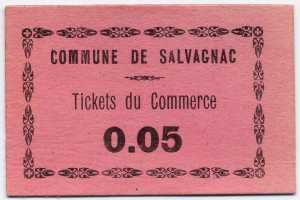 COMMUNE DE SALVAGNAC
Tickets du Commerce
0.05